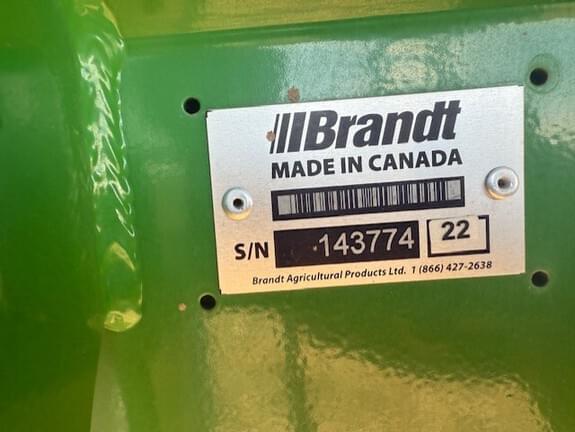 Brandt
MADE IN CANADA
S/N 143774 22
Brandt Agricultural Products Ltd. 1 (866) 427-2638